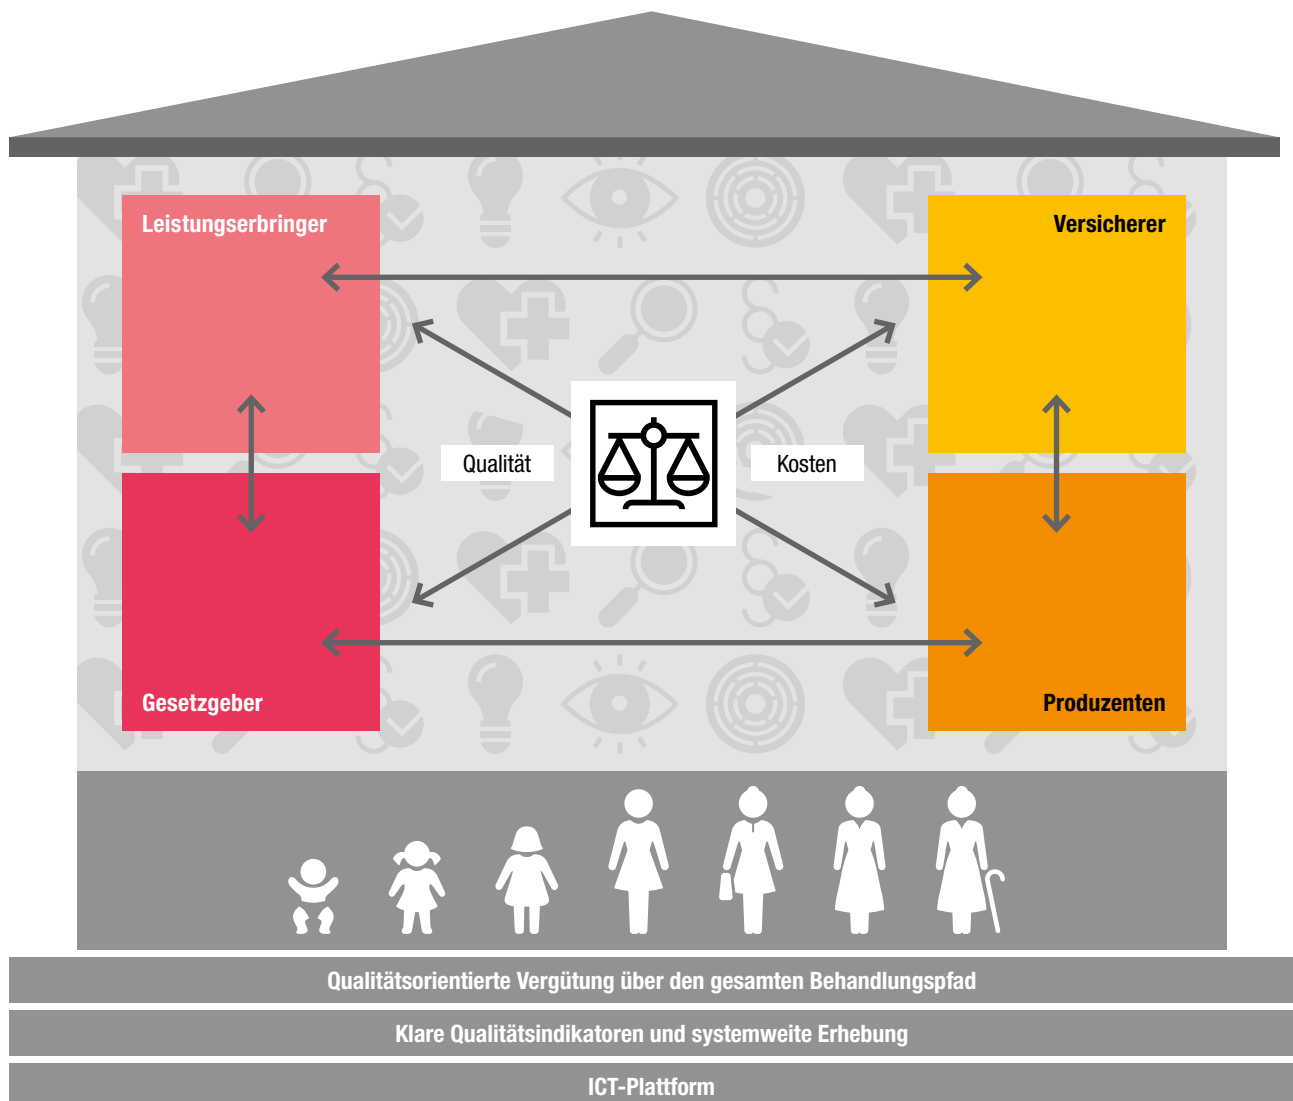 Leistungserbringer
Versicherer
Qualität
Kosten
Gesetzgeber
Produzenten
Qualitätsorientierte Vergütung über den gesamten Behandlungspfad
Klare Qualitätsindikatoren und systemweite Erhebung
ICT-Plattform